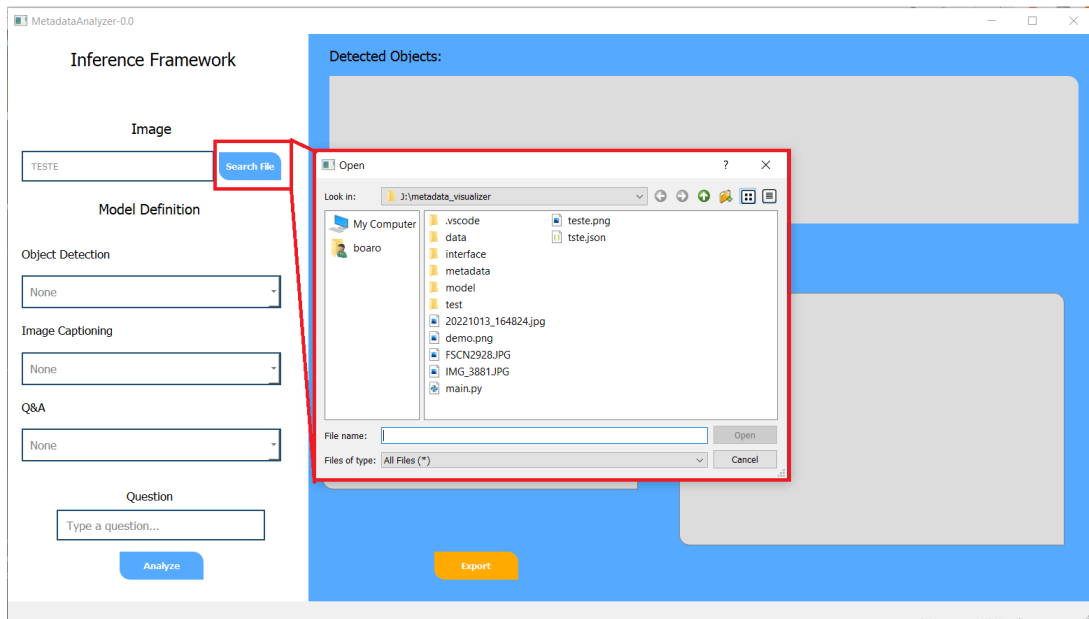 MetadataAnalyzer-0.0
Inference Framework
Image
TESTE
Search File
Model Definition
Object Detection
None
Image Captioning
None
Q&A
None
Question
Type a question...
Analyze
Detected Objects:
Open
?
Look in:
J:\metadata_visualizer
My Computer
boaro
.vscode
data
interface
metadata
model
test
20221013_164824.jpg
demo.png
FSCN2928.JPG
IMG_3881.JPG
main.py
teste.png
tste.json
File name:
Open
Files of type:
All Files (*)
Cancel
Export